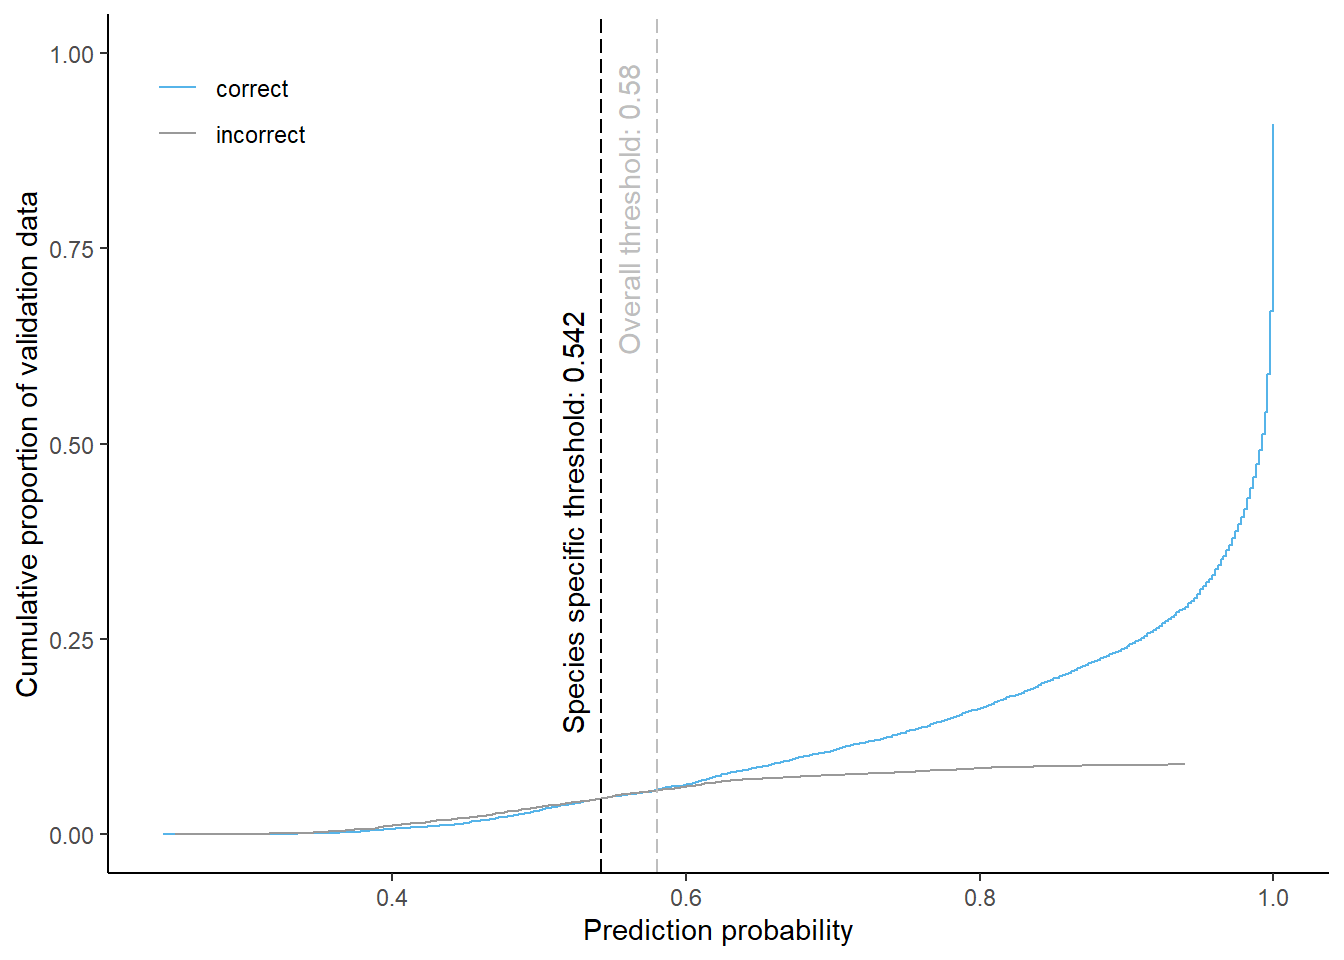 correct
incorrect
Overall threshold: 0.58
Species specific threshold: 0.542
Cumulative proportion of validation data
1.00
0.75
0.50
0.25
0.00
0.4
0.6
0.8
1.0
Prediction probability